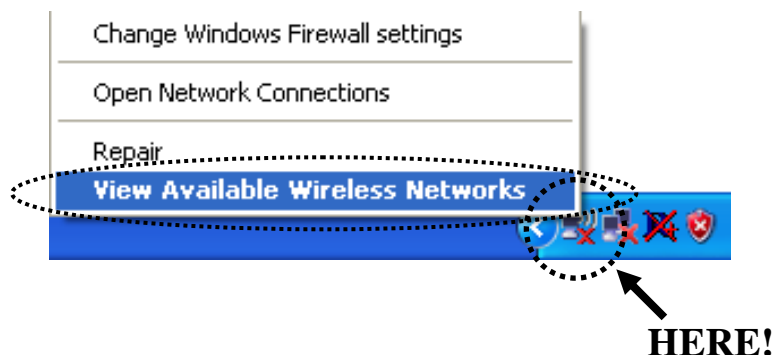 Change Windows Firewall settings
Open Network Connections
Repair
View Available Wireless Networks
HERE!